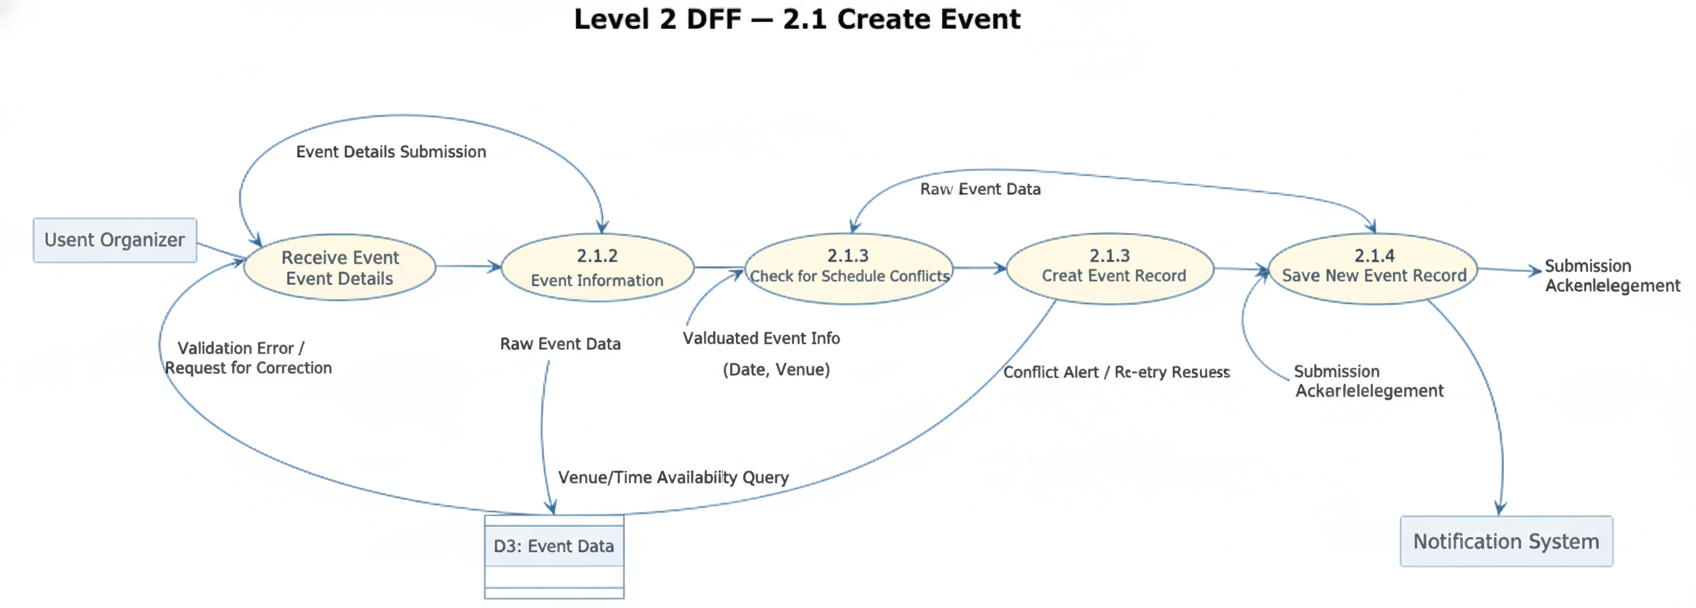 Level 2 DFF — 2.1 Create Event
Event Details Submission
Raw Event Data
Usent Organizer
Receive Event
Event Details
2.1.2
Event Information
2.1.3
Check for Schedule Conflicts
2.1.3
Creat Event Record
2.1.4
Save New Event Record
Submission
Ackenlelegement
Validation Error /
Request for Correction
Raw Event Data
Valduated Event Info
(Date, Venue)
Conflict Alert / Rc-etry Resuess
Submission
Ackarlelelegement
Venue/Time Availabiity Query
D3: Event Data
Notification System